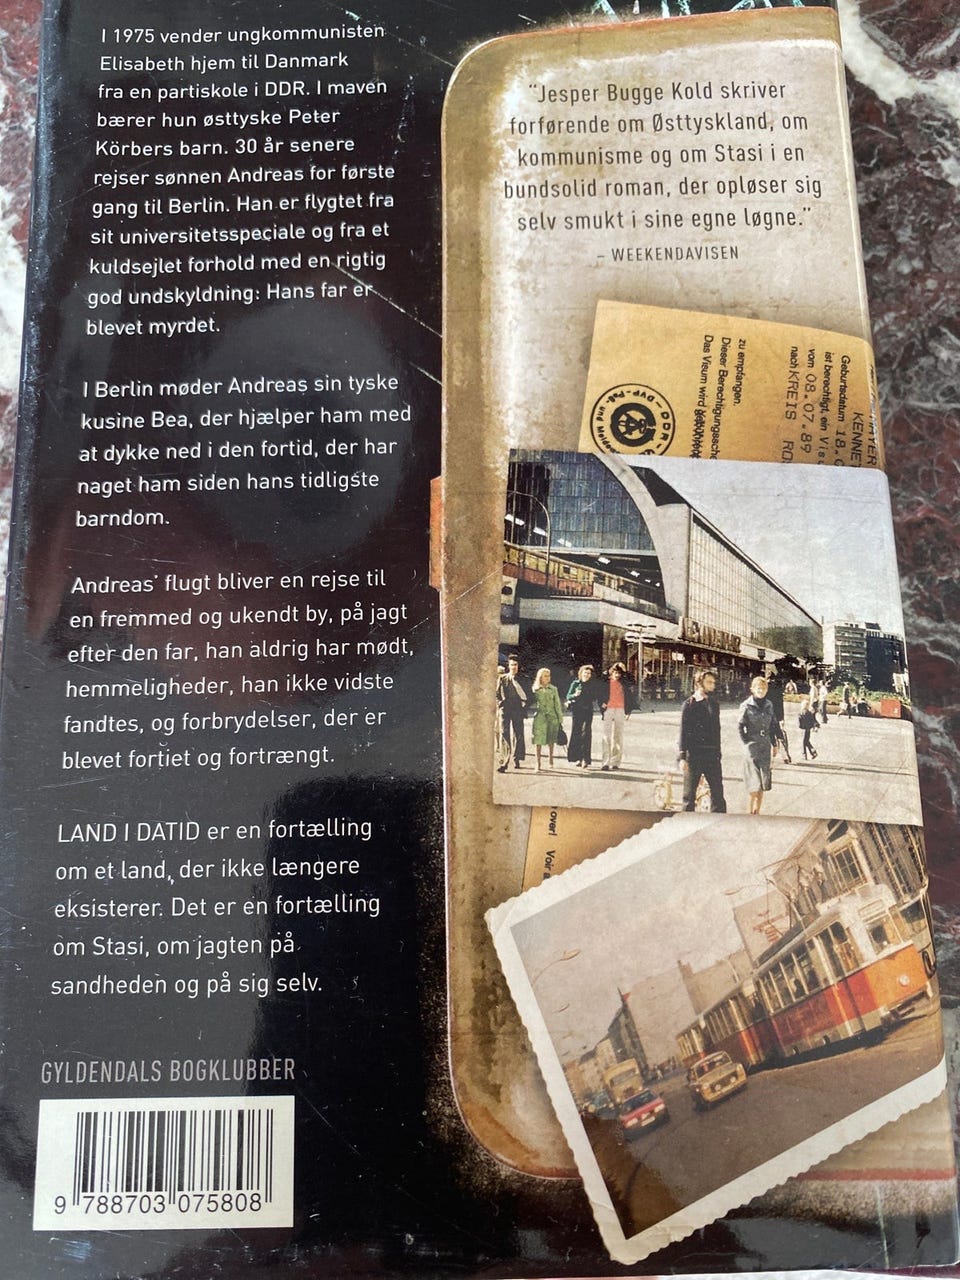 I 1975 vender ungkommunisten
Elisabeth hjem til Danmark
fra en partiskole i DDR. I maven
bærer hun østtyske Peter
Körbers barn. 30 år senere
rejser sønnen Andreas for første
gang til Berlin. Han er flygtet fra
sit universitetsspeciale og fra et
kuldsejlet forhold med en rigtig
god undskyldning: Hans far er
blevet myrdet.
I Berlin møder Andreas sin tyske
kusine Bea, der hjælper ham med
at dykke ned i den fortid, der har
naget ham siden hans tidligste
barndom.
Andreas' flugt bliver en rejse til
en fremmed og ukendt by, på jagt
efter den far, han aldrig har mødt,
hemmeligheder, han ikke vidste
fandtes, og forbrydelser, der er
blevet fortiet og fortrængt.
LAND I DATID er en fortælling
om et land, der ikke længere
eksisterer. Det er en fortælling
om Stasi, om jagten på
sandheden og på sig selv.
GYLDENDALS BOGKLUBBER
9 788703 075808
"Jesper Bugge Kold skriver
forførende om Østtyskland, om
kommunisme og om Stasi i en
bundsolid roman, der opløser sig
selv smukt i sine egne løgne."
– WEEKENDAVISEN
Geburtsdatum 18.
ist berechtigt, ein
vom 08.07.89
nach KREIS
zu empfangen.
Dieser
Das Visum wird
DDR
over!
Voir